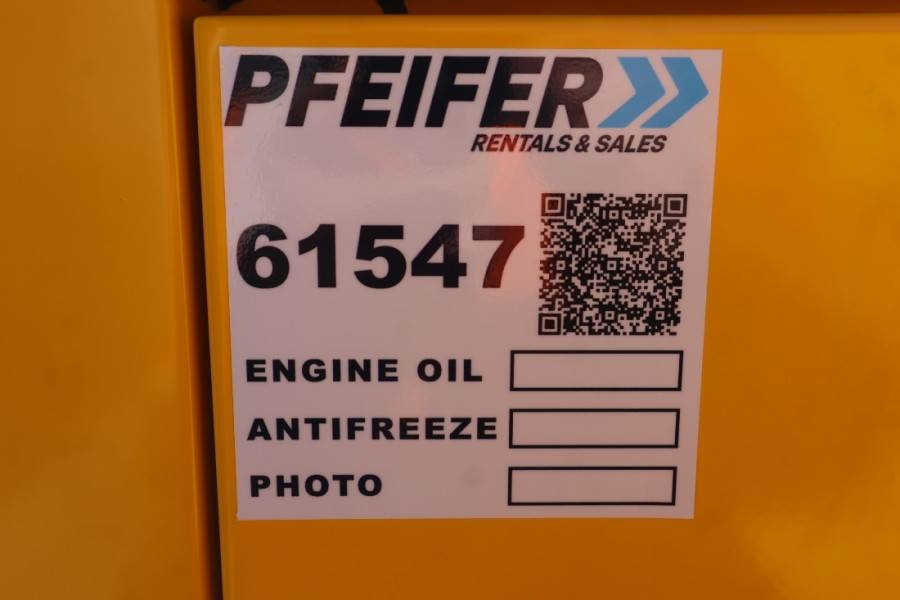 PFEIFER
RENTALS & SALES
61547
ENGINE OIL
ANTIFREEZE
PHOTO